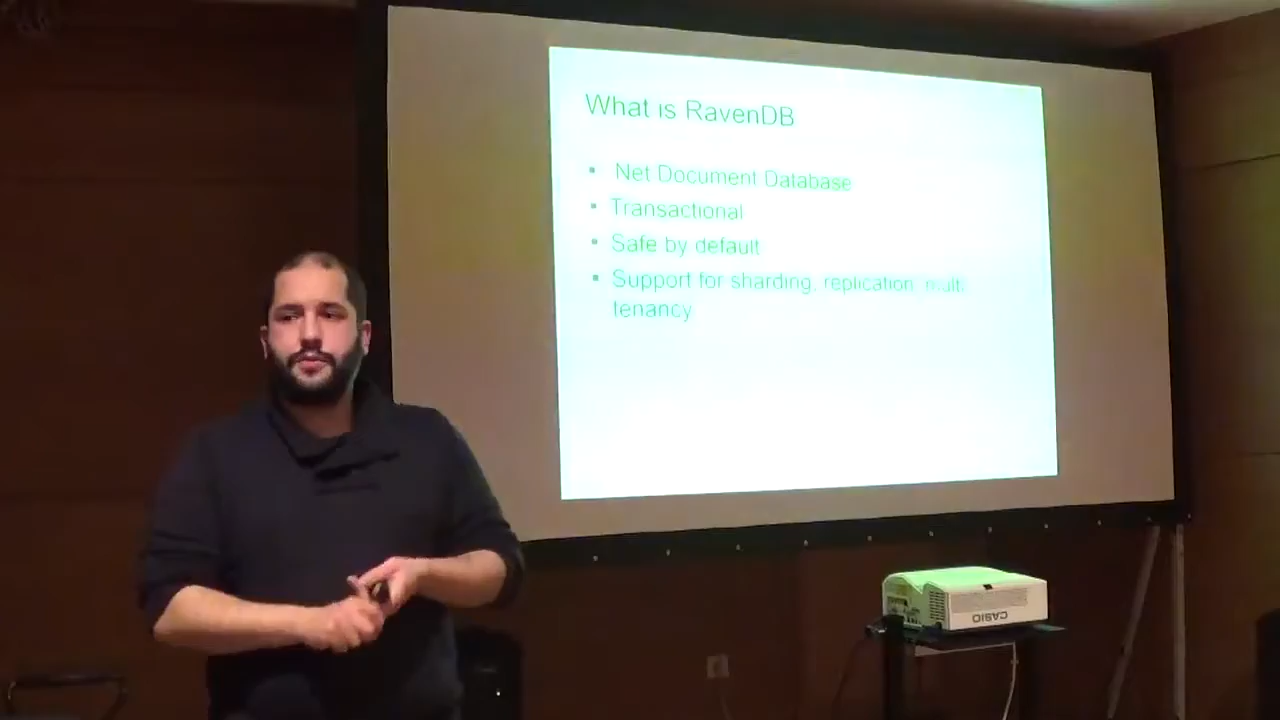 What is RavenDB
Net Document Database
Transactional
Safe by default
Support for sharding, replication, multi
tenancy
CASIO